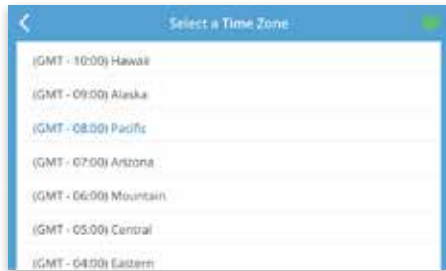 Select a Time Zone
(GMT - 10:00) Hawaii
(GMT - 09:00) Alaska
(GMT - 08:00) Pacific
(GMT - 07:00) Arizona
(GMT - 06:00) Mountain
(GMT - 05:00) Central
(GMT - 04:00) Eastern